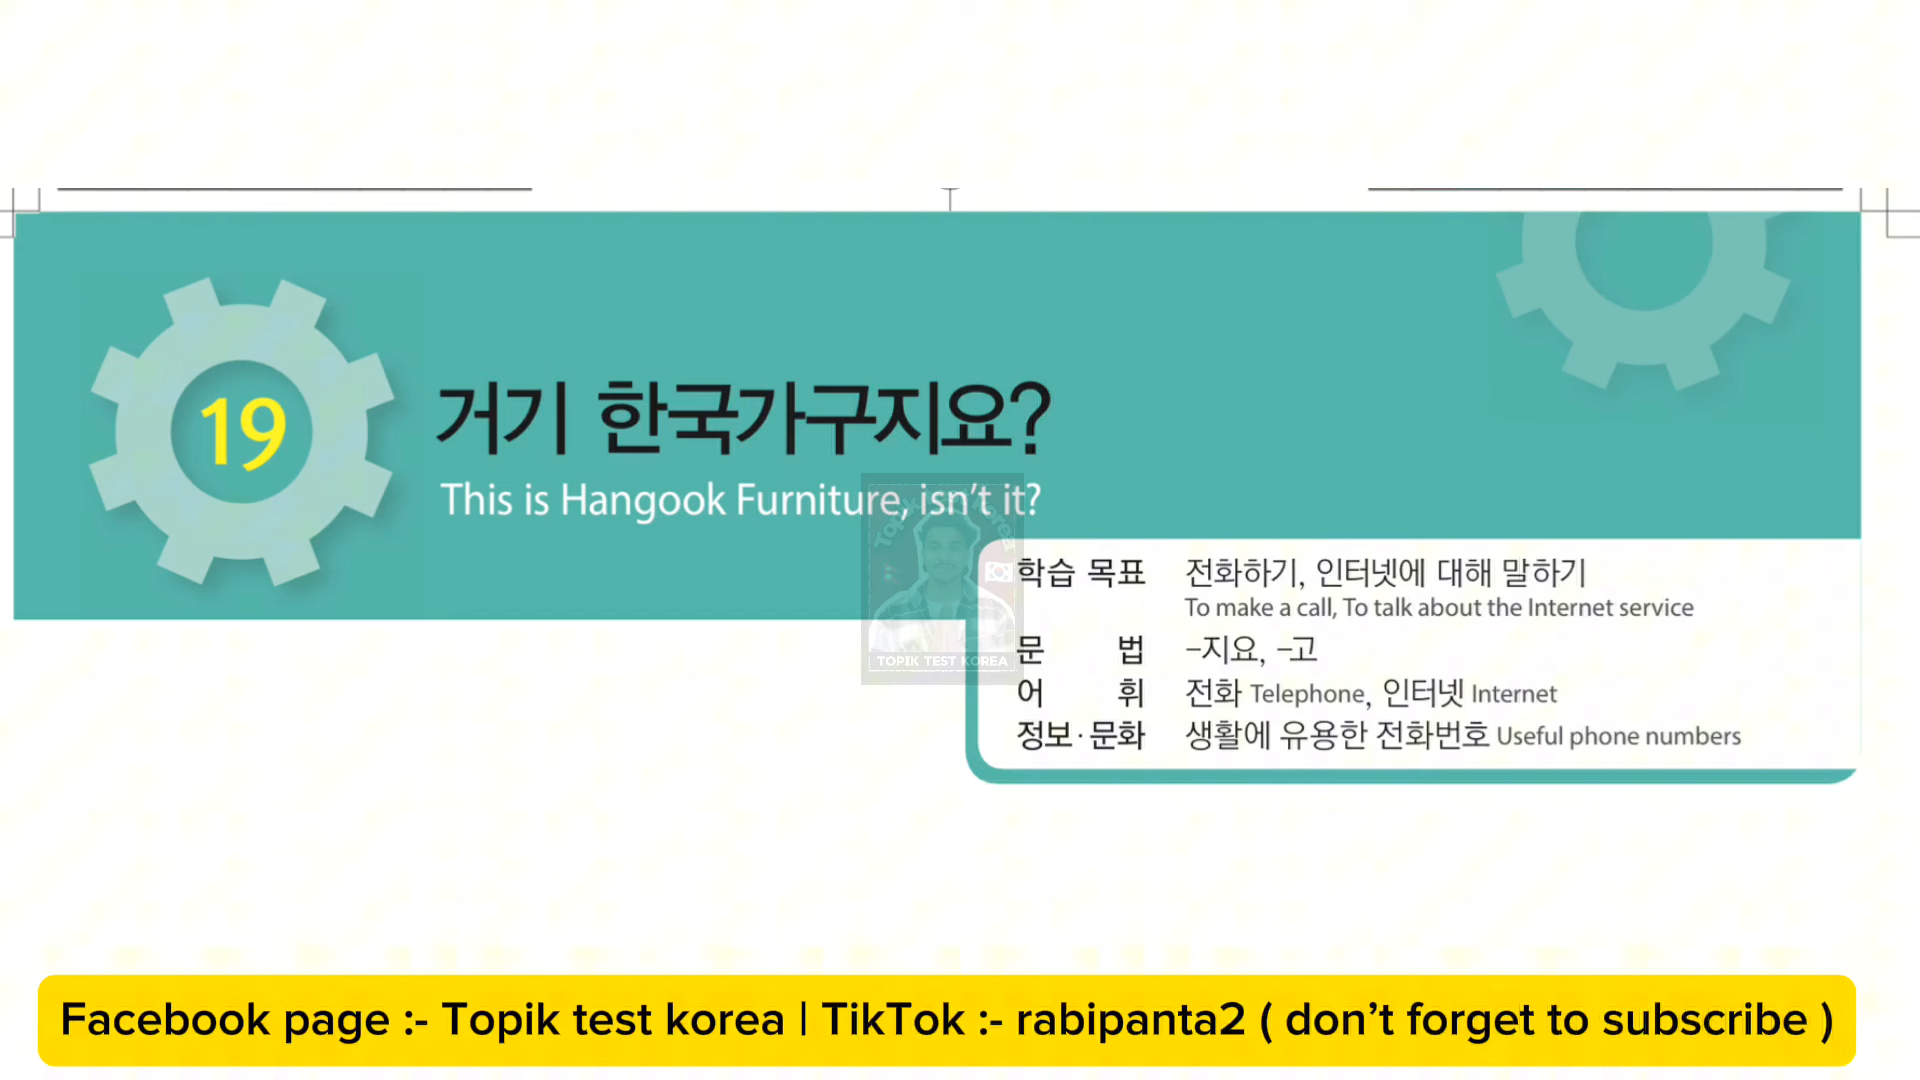 19
거기 한국가구지요?
This is Hangook Furniture, isn't it?
학습 목표 전화하기, 인터넷에 대해 말하기
To make a call, To talk about the Internet service
문 법 -지요, -고
어 휘 전화 Telephone, 인터넷 Internet
정보·문화 생활에 유용한 전화번호 Useful phone numbers
Topik Test Korea
TOPIK TEST KOREA
Facebook page :- Topik test korea | TikTok :- rabipanta2 ( don't forget to subscribe )